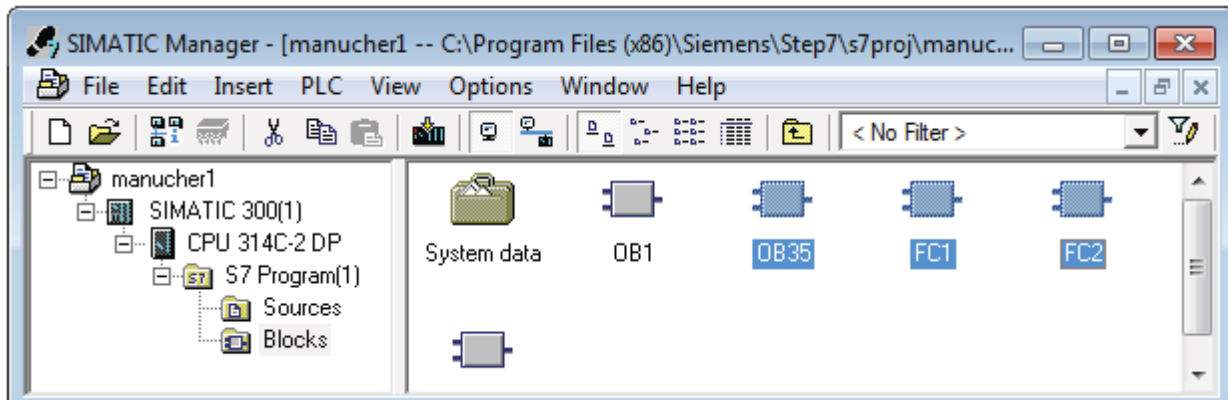 SIMATIC Manager - [manucher1 -- C:\Program Files (x86)\Siemens\Step7\s7proj\manuc...
File Edit Insert PLC View Options Window Help
< No Filter >
manucher1
SIMATIC 300(1)
CPU 314C-2 DP
S7 Program(1)
Sources
Blocks
System data OB1 OB35 FC1 FC2